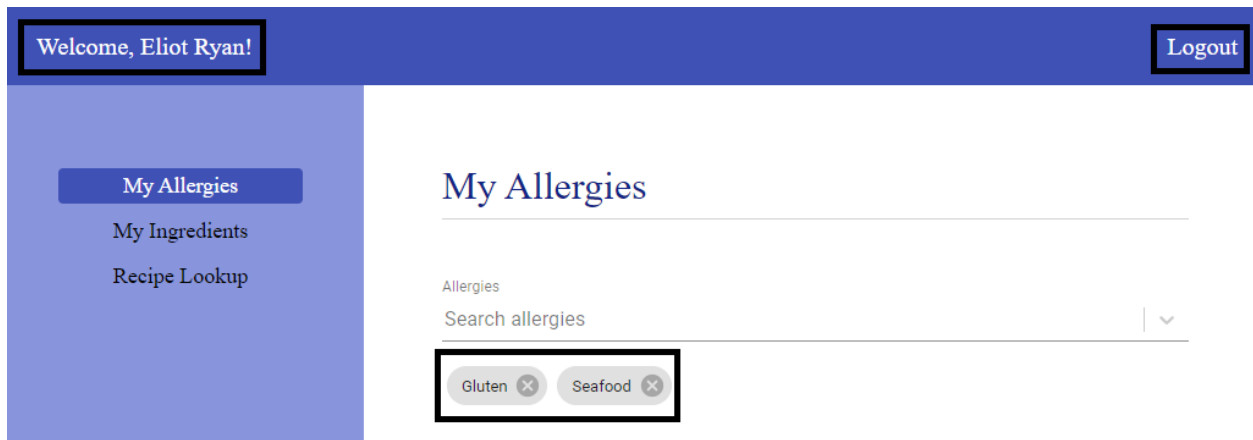 Welcome, Eliot Ryan!
Logout
My Allergies
My Ingredients
Recipe Lookup
My Allergies
Allergies
Search allergies
Gluten Seafood